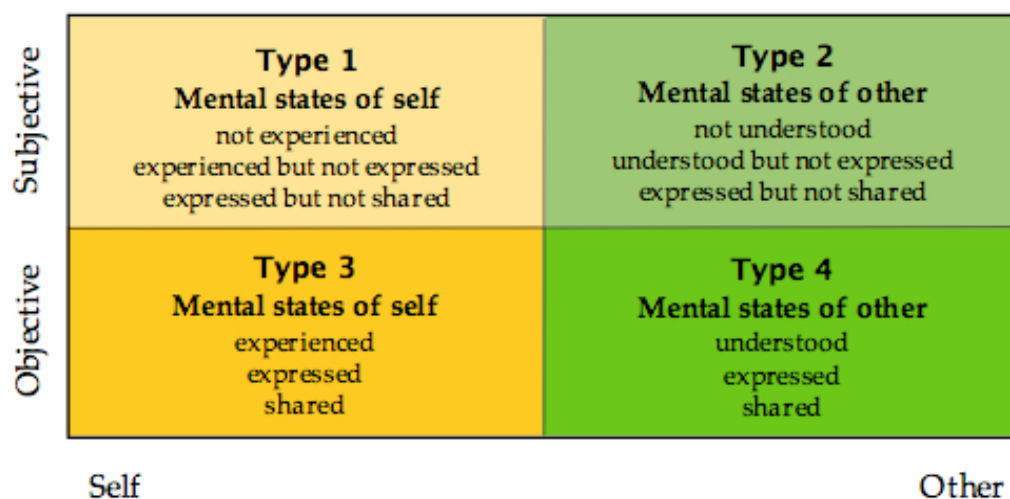 Subjective
Type 1
Mental states of self
not experienced
experienced but not expressed
expressed but not shared
Type 2
Mental states of other
not understood
understood but not expressed
expressed but not shared
Objective
Type 3
Mental states of self
experienced
expressed
shared
Type 4
Mental states of other
understood
expressed
shared
Self
Other